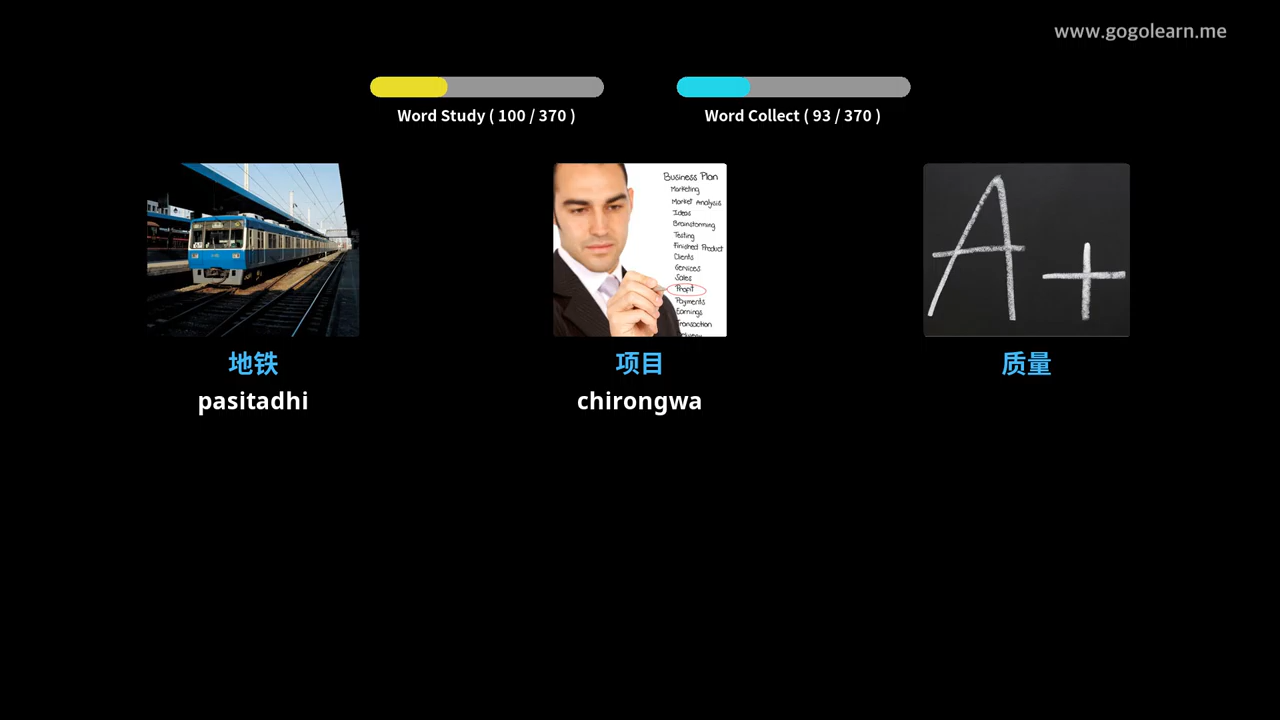 www.gogolearn.me
Word Study ( 100 / 370 )
Word Collect ( 93 / 370 )
Business Plan
Marketing
Market Analysis
Ideas
Brainstorming
Testing
Finished Product
Clients
Services
Sales
Profit
Payments
Earnings
Transaction
A+
地铁
项目
质量
pasitadhi
chirongwa